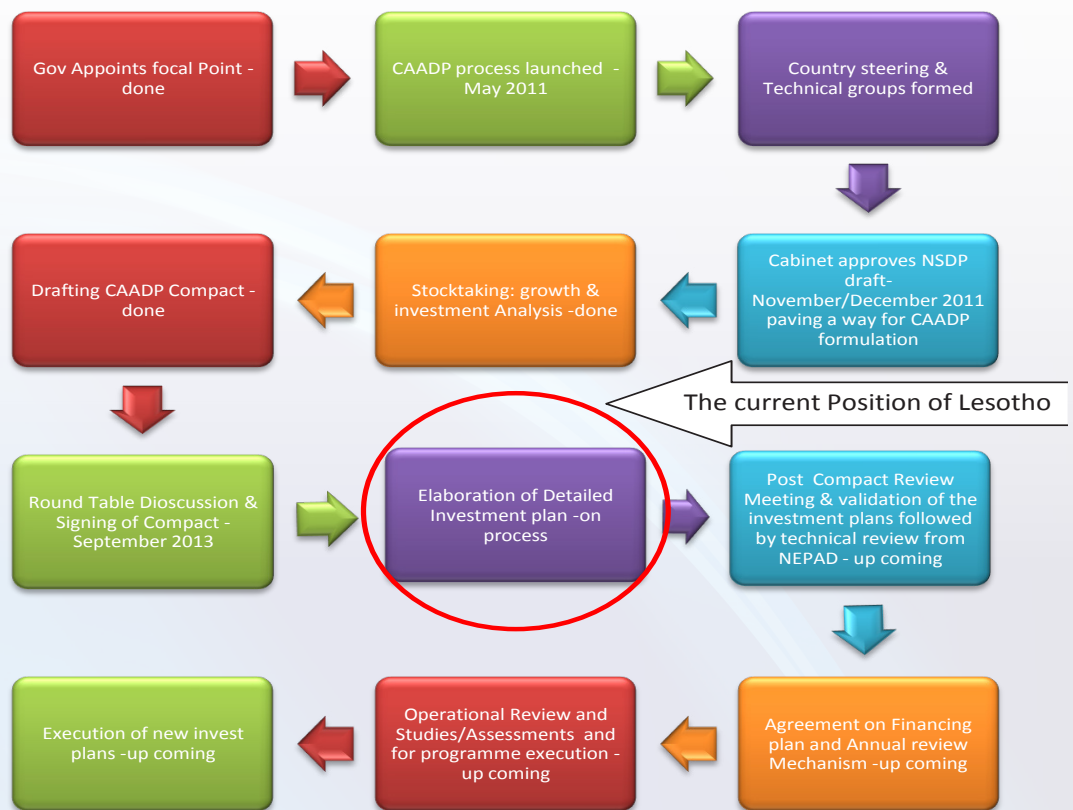 Gov Appoints focal Point -
done
CAADP process launched -
May 2011
Country steering &
Technical groups formed
Cabinet approves NSDP
draft-
November/December 2011
paving a way for CAADP
formulation
Stocktaking: growth &
investment Analysis -done
Drafting CAADP Compact -
done
The current Position of Lesotho
Round Table Dioscussion &
Signing of Compact -
September 2013
Elaboration of Detailed
Investment plan -on
process
Post Compact Review
Meeting & validation of the
investment plans followed
by technical review from
NEPAD - up coming
Agreement on Financing
plan and Annual review
Mechanism -up coming
Operational Review and
Studies/Assessments and
for programme execution -
up coming
Execution of new invest
plans -up coming